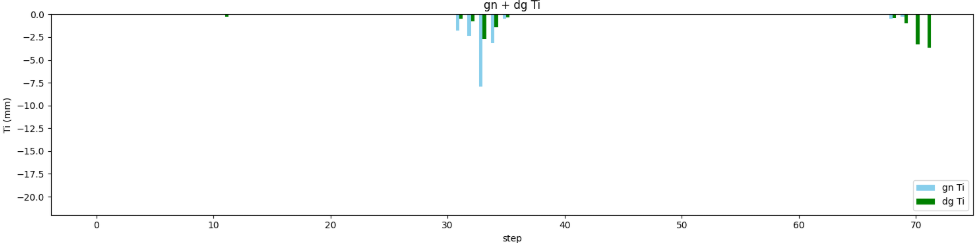 gn + dg Ti
0.0
−2.5
−5.0
−7.5
−10.0
−12.5
−15.0
−17.5
−20.0
Ti (mm)
gn Ti
dg Ti
0 10 20 30 40 50 60 70
step